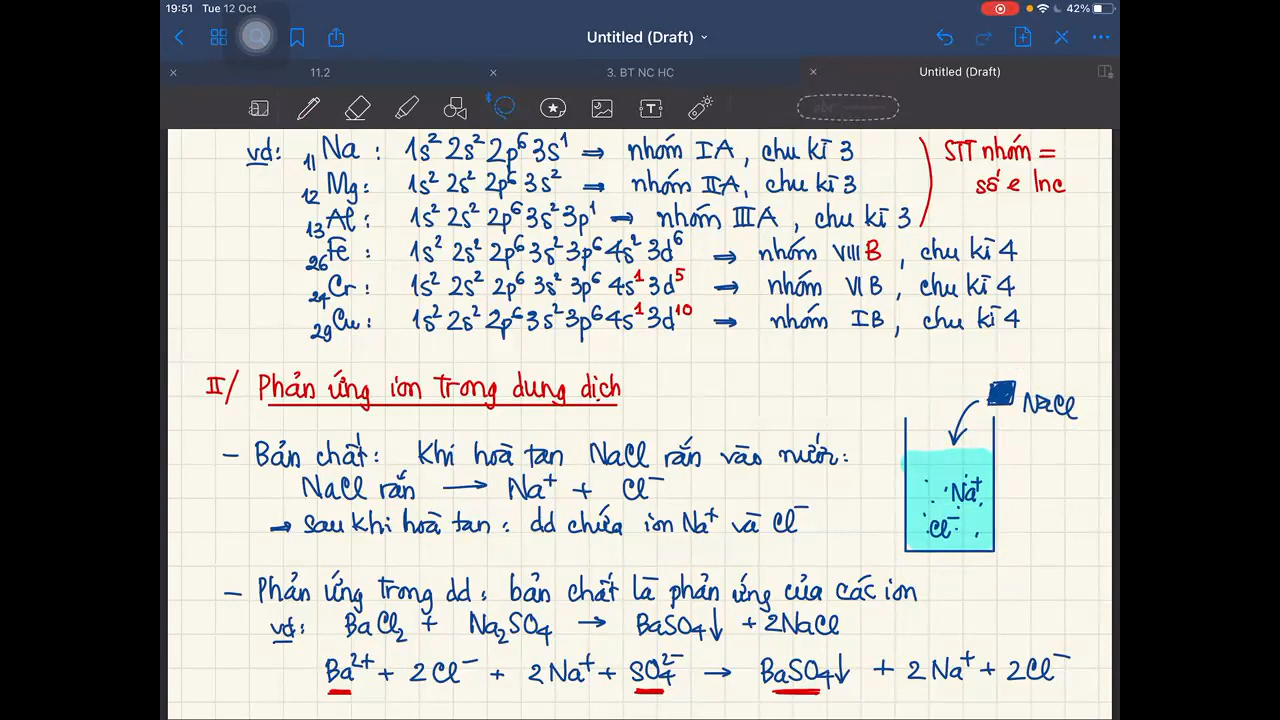 19:51 Tue 12 Oct 42%
Untitled (Draft)
11.2 3. BT NC HC Untitled (Draft)
vd: ₁₁Na : 1s² 2s² 2p⁶ 3s¹ ⇒ nhóm IA, chu kì 3
₁₂Mg: 1s² 2s² 2p⁶ 3s² ⇒ nhóm IIA, chu kì 3
₁₃Al: 1s² 2s² 2p⁶ 3s² 3p¹ ⇒ nhóm IIIA, chu kì 3
STT nhóm =
số e lnc
₂₆Fe : 1s² 2s² 2p⁶ 3s² 3p⁶ 4s² 3d⁶ ⇒ nhóm VIIIB, chu kì 4
₂₄Cr : 1s² 2s² 2p⁶ 3s² 3p⁶ 4s¹ 3d⁵ ⇒ nhóm VIB, chu kì 4
₂₉Cu : 1s² 2s² 2p⁶ 3s² 3p⁶ 4s¹ 3d¹⁰ ⇒ nhóm IB, chu kì 4
II/ Phản ứng ion trong dung dịch
NaCl
- Bản chất: Khi hoà tan NaCl rắn vào nước:
NaCl rắn → Na⁺ + Cl⁻
→ sau khi hoà tan: dd chứa ion Na⁺ và Cl⁻
Na⁺
Cl⁻
- Phản ứng trong dd: bản chất là phản ứng của các ion
vd: BaCl₂ + Na₂SO₄ → BaSO₄↓ + 2NaCl
Ba²⁺ + 2Cl⁻ + 2Na⁺ + SO₄²⁻ → BaSO₄↓ + 2Na⁺ + 2Cl⁻